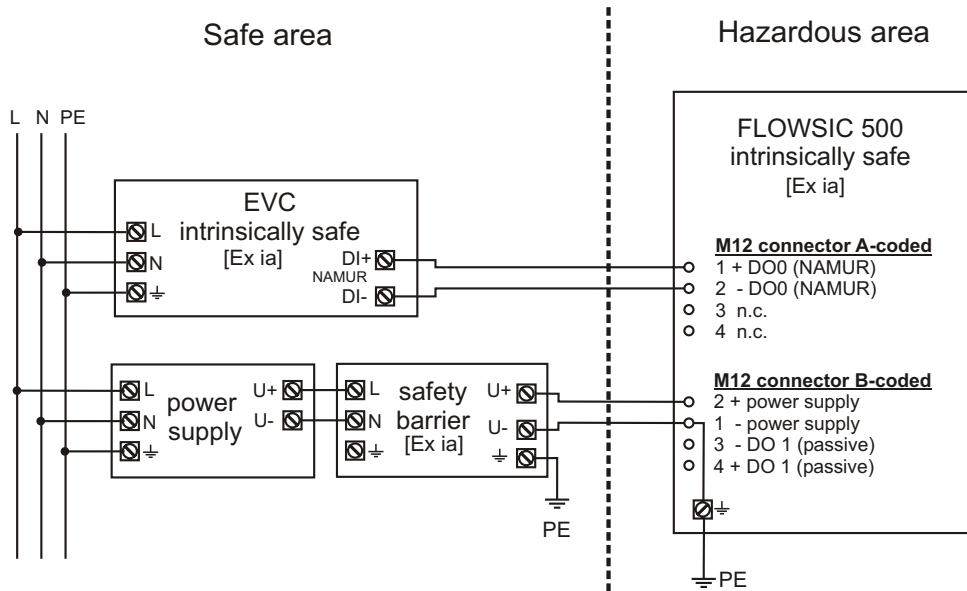 Safe area
Hazardous area
L N PE
EVC
intrinsically safe
[Ex ia]
L
N
DI+
NAMUR
DI-
FLOWSIC 500
intrinsically safe
[Ex ia]
M12 connector A-coded
1 + DO0 (NAMUR)
2 - DO0 (NAMUR)
3 n.c.
4 n.c.
power
supply
L
N
U+
U-
safety
barrier
[Ex ia]
L
N
U+
U-
PE
M12 connector B-coded
2 + power supply
1 - power supply
3 - DO 1 (passive)
4 + DO 1 (passive)
PE